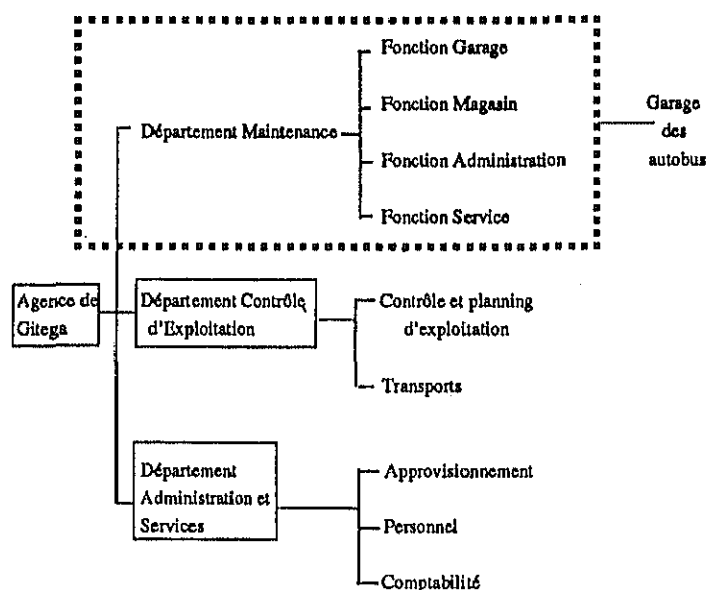 Fonction Garage
Fonction Magasin
Département Maintenance
Fonction Administration
Fonction Service
Garage
des
autobus
Agence de
Gitega
Département Contrôle
d'Exploitation
Contrôle et planning
d'exploitation
Transports
Département
Administration et
Services
Approvisionnement
Personnel
Comptabilité